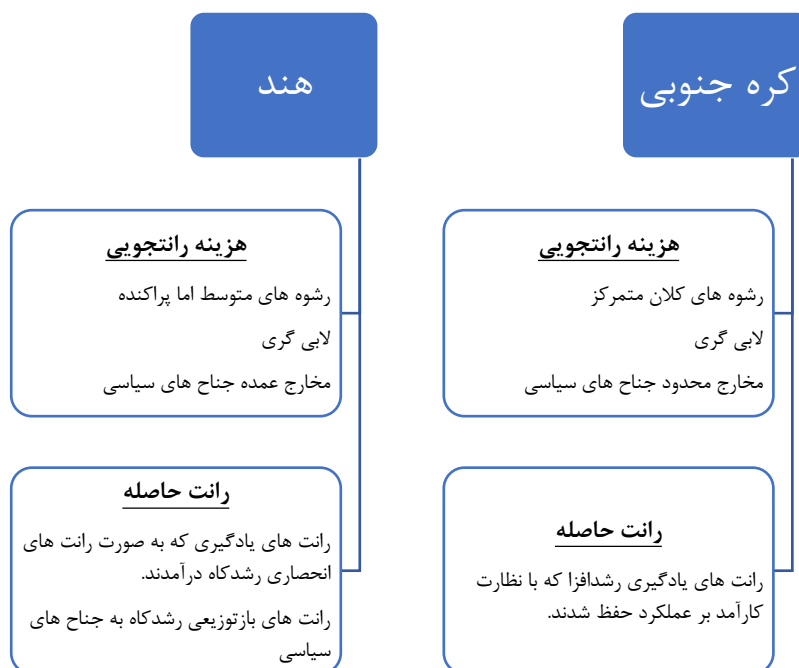 کره جنوبی
هزینه رانتجویی
رشوه های کلان متمرکز
لابی گری
مخارج محدود جناح های سیاسی
رانت حاصله
رانت های یادگیری رشدافزا که با نظارت
کارآمد بر عملکرد حفظ شدند.
هند
هزینه رانتجویی
رشوه های متوسط اما پراکنده
لابی گری
مخارج عمده جناح های سیاسی
رانت حاصله
رانت های یادگیری که به صورت رانت های
انحصاری رشدکاه درآمدند.
رانت های بازتوزیعی رشدکاه به جناح های
سیاسی